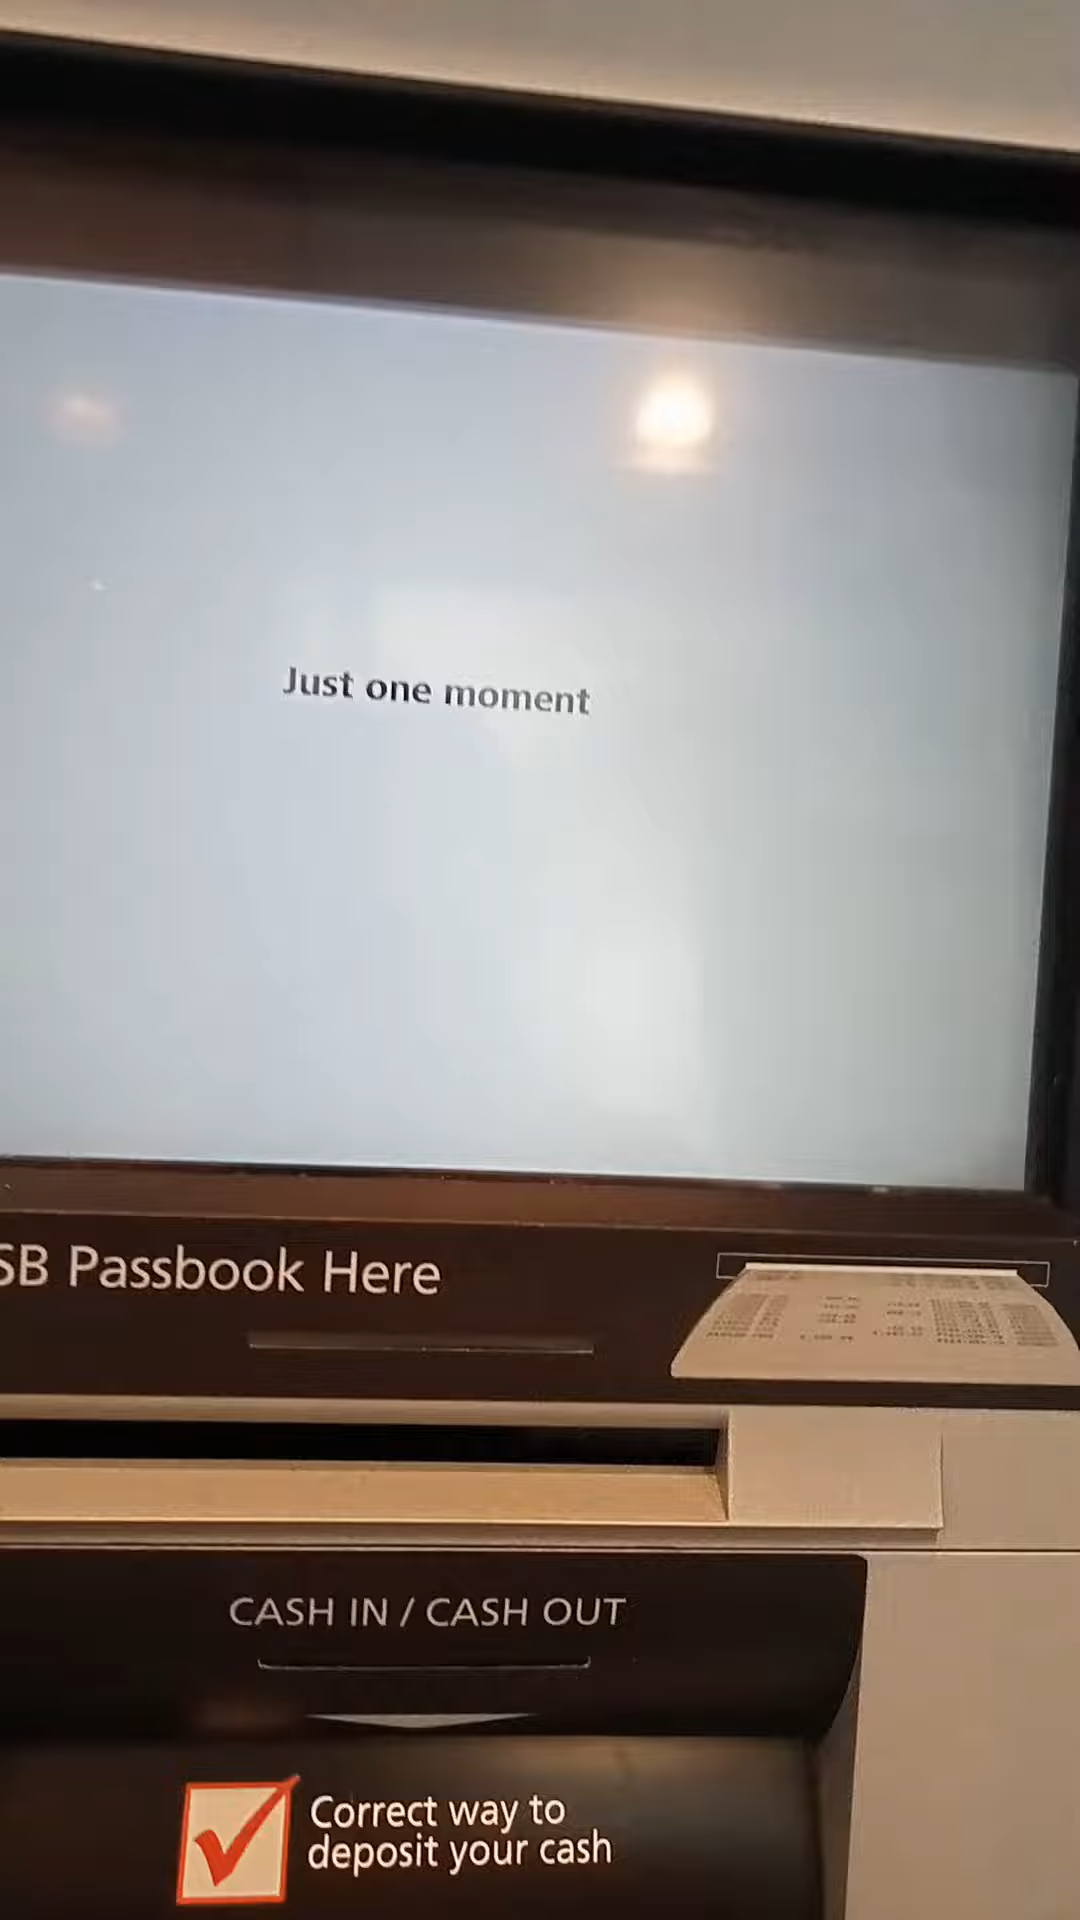 Just one moment
SB Passbook Here
CASH IN / CASH OUT
Correct way to
deposit your cash